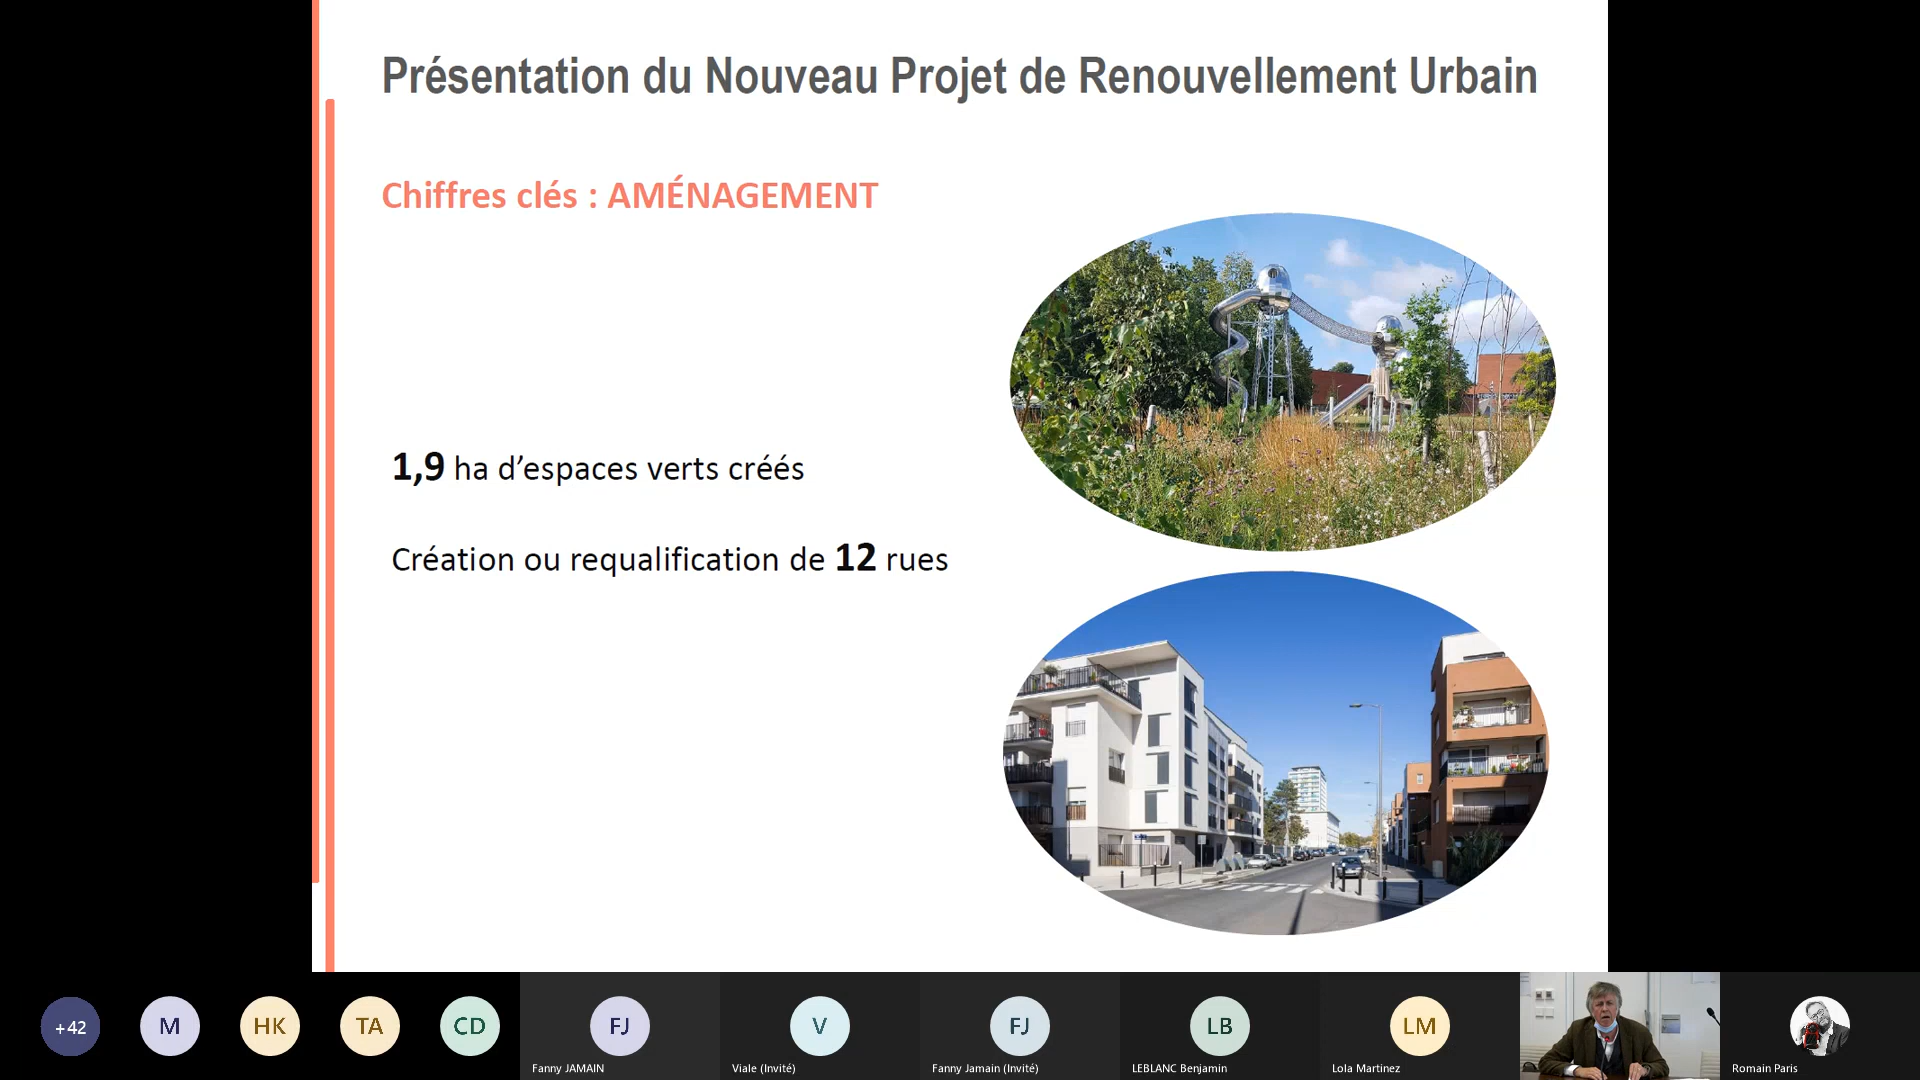 Présentation du Nouveau Projet de Renouvellement Urbain
Chiffres clés : AMÉNAGEMENT
1,9 ha d’espaces verts créés
Création ou requalification de 12 rues
+42
M
HK
TA
CD
FJ
V
FJ
LB
LM
Fanny JAMAIN
Viale (Invité)
Fanny Jamain (Invité)
LEBLANC Benjamin
Lola Martinez
Romain Paris